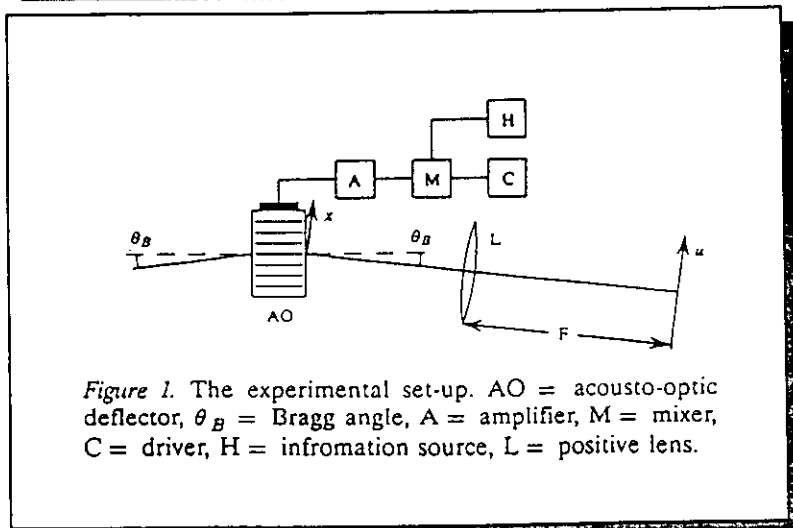 H
A
M
C
x
θB
θB
L
u
AO
F
Figure 1. The experimental set-up. AO = acousto-optic
deflector, θB = Bragg angle, A = amplifier, M = mixer,
C = driver, H = infromation source, L = positive lens.